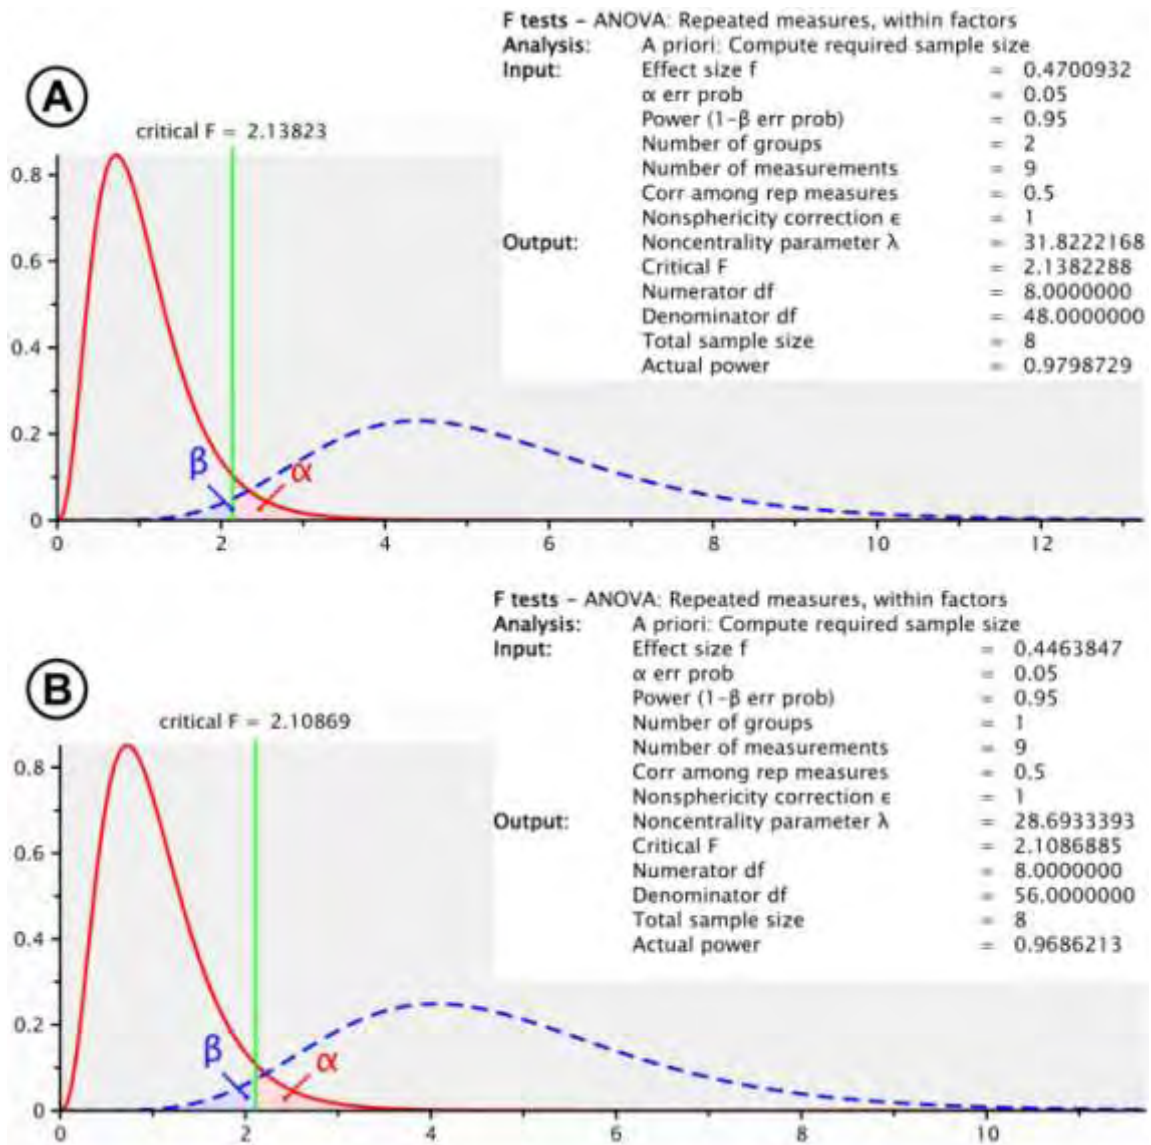 F tests – ANOVA: Repeated measures, within factors
Analysis: A priori: Compute required sample size
Input: Effect size f = 0.4700932
α err prob = 0.05
Power (1-β err prob) = 0.95
Number of groups = 2
Number of measurements = 9
Corr among rep measures = 0.5
Nonsphericity correction ϵ = 1
Output: Noncentrality parameter λ = 31.8222168
Critical F = 2.1382288
Numerator df = 8.0000000
Denominator df = 48.0000000
Total sample size = 8
Actual power = 0.9798729
A
critical F = 2.13823
0.8
0.6
0.4
0.2
β α
0
0 2 4 6 8 10 12
F tests – ANOVA: Repeated measures, within factors
Analysis: A priori: Compute required sample size
Input: Effect size f = 0.4463847
α err prob = 0.05
Power (1-β err prob) = 0.95
Number of groups = 1
Number of measurements = 9
Corr among rep measures = 0.5
Nonsphericity correction ϵ = 1
Output: Noncentrality parameter λ = 28.6933393
Critical F = 2.1086885
Numerator df = 8.0000000
Denominator df = 56.0000000
Total sample size = 8
Actual power = 0.9686213
B
critical F = 2.10869
0.8
0.6
0.4
0.2
β α
0
0 2 4 6 8 10